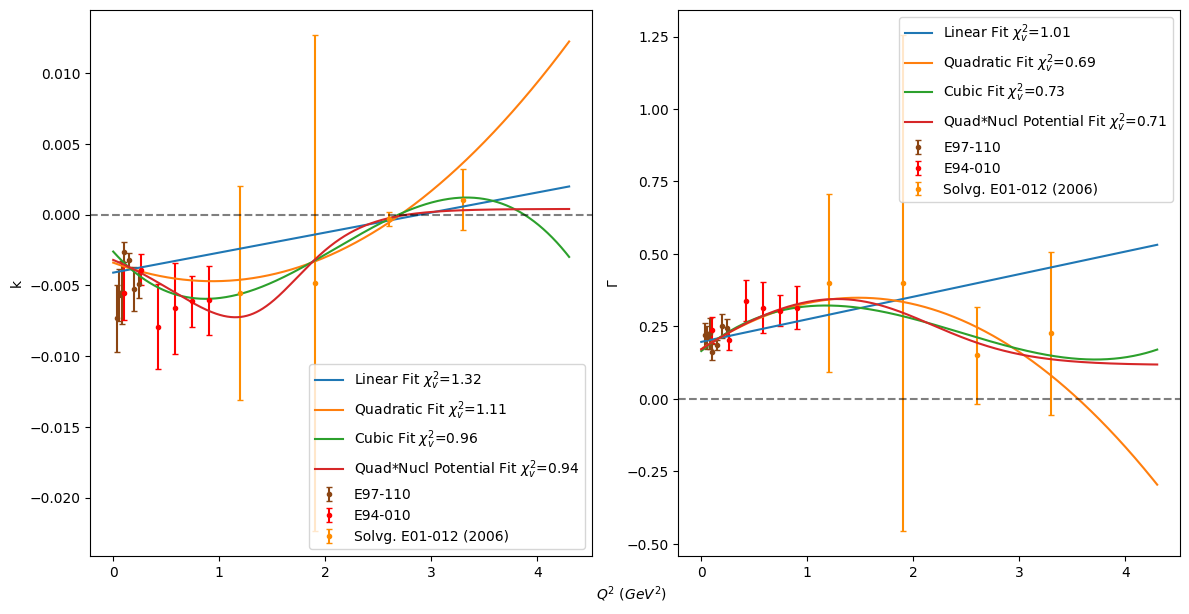 0.010
0.005
0.000
−0.005
−0.010
−0.015
−0.020
k
0 1 2 3 4
Linear Fit χ²ᵥ=1.32
Quadratic Fit χ²ᵥ=1.11
Cubic Fit χ²ᵥ=0.96
Quad*Nucl Potential Fit χ²ᵥ=0.94
E97-110
E94-010
Solvg. E01-012 (2006)
1.25
1.00
0.75
0.50
0.25
0.00
−0.25
−0.50
Γ
0 1 2 3 4
Linear Fit χ²ᵥ=1.01
Quadratic Fit χ²ᵥ=0.69
Cubic Fit χ²ᵥ=0.73
Quad*Nucl Potential Fit χ²ᵥ=0.71
E97-110
E94-010
Solvg. E01-012 (2006)
Q² (GeV²)